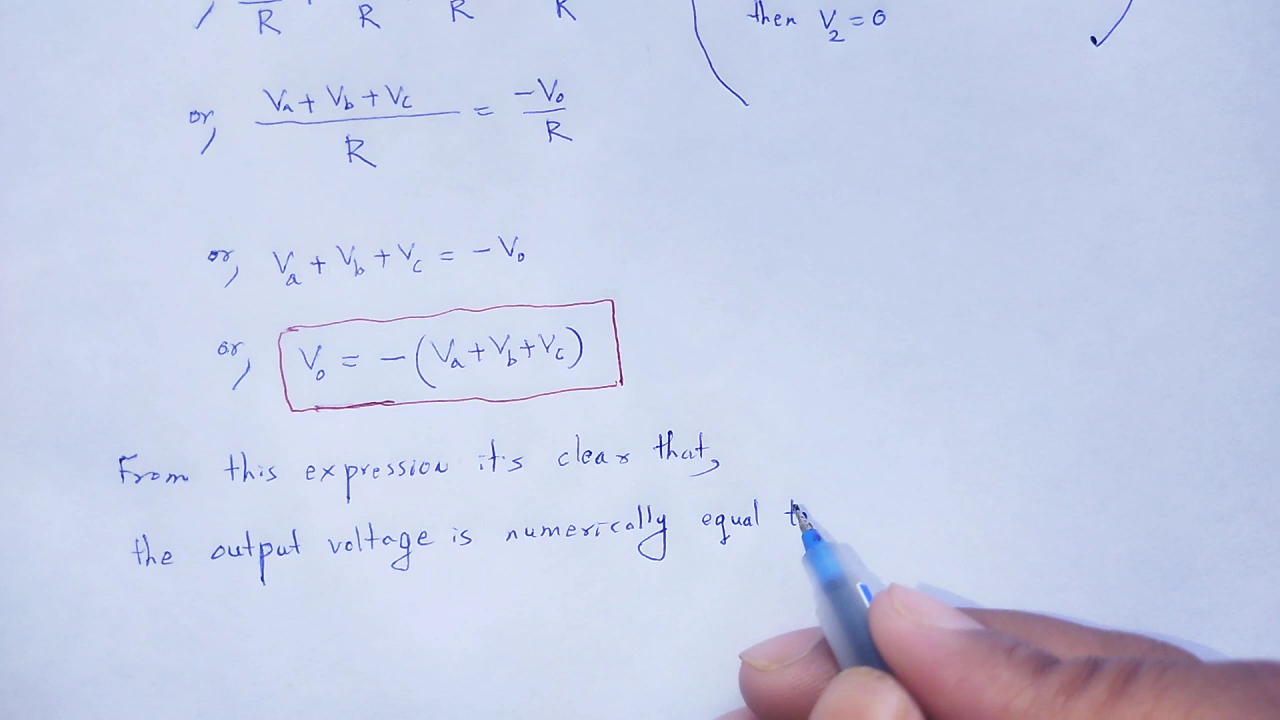 R R R R
then V₂ = 0
or, (Va + Vb + Vc)/R = -Vo/R
or, Va + Vb + Vc = - Vo
or, Vo = - (Va + Vb + Vc)
From this expression it's clear that,
the output voltage is numerically equal